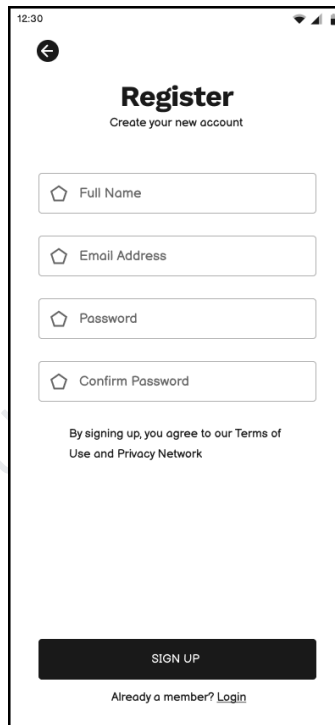 12:30
Register
Create your new account
Full Name
Email Address
Password
Confirm Password
By signing up, you agree to our Terms of
Use and Privacy Network
SIGN UP
Already a member? Login